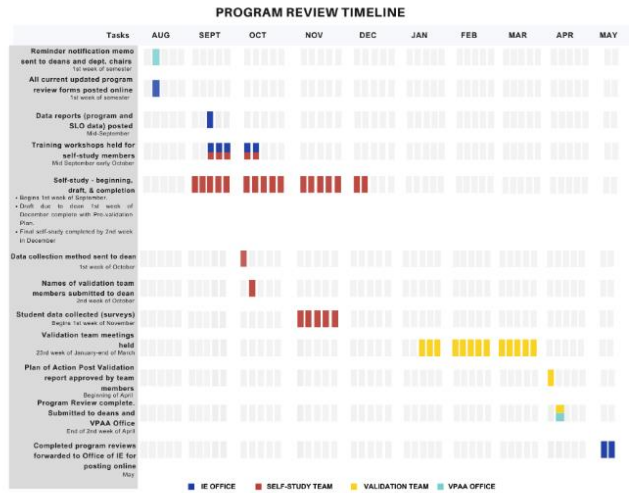 PROGRAM REVIEW TIMELINE
Tasks AUG SEPT OCT NOV DEC JAN FEB MAR APR MAY
Reminder notification memo
sent to deans and dept. chairs
1st week of semester
All current updated program
review forms posted online
1st week of semester
Data reports (program and
SLO data) posted
Mid-September
Training workshops held for
self-study members
Mid September early October
Self-study - beginning,
draft, & completion
• Begins 1st week of September.
• Draft due to dean 1st week of
December complete with Pre-validation
Plan.
• Final self-study completed by 2nd week
in December
Data collection method sent to dean
1st week of October
Names of validation team
members submitted to dean
2nd week of October
Student data collected (surveys)
Begins 1st week of November
Validation team meetings
held
22rd week of January-end of March
Plan of Action Post Validation
report approved by team
members
Beginning of April
Program Review complete.
Submitted to deans and
VPAA Office
End of 2nd week of April
Completed program reviews
forwarded to Office of IE for
posting online
May
IE OFFICE SELF-STUDY TEAM VALIDATION TEAM VPAA OFFICE